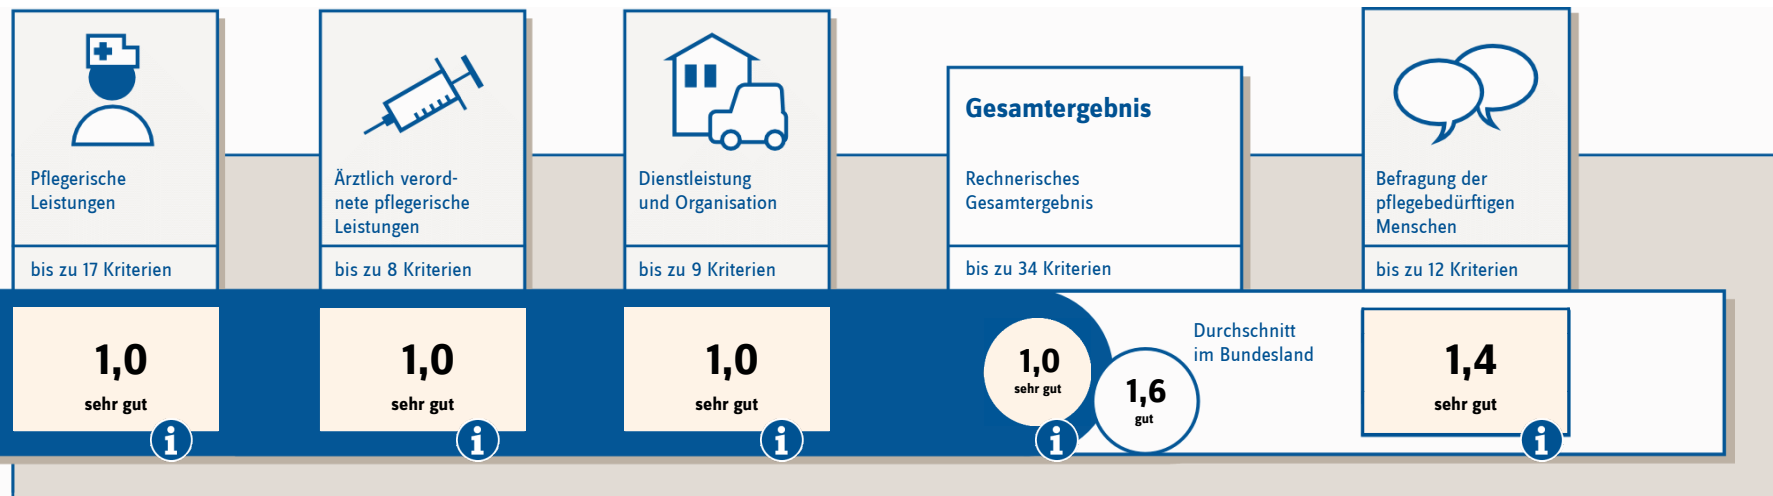 Pflegerische
Leistungen
bis zu 17 Kriterien
1,0
sehr gut
i
Ärztlich verord-
nete pflegerische
Leistungen
bis zu 8 Kriterien
1,0
sehr gut
i
Dienstleistung
und Organisation
bis zu 9 Kriterien
1,0
sehr gut
i
Gesamtergebnis
Rechnerisches
Gesamtergebnis
bis zu 34 Kriterien
1,0
sehr gut
i
Durchschnitt
im Bundesland
1,6
gut
Befragung der
pflegebedürftigen
Menschen
bis zu 12 Kriterien
1,4
sehr gut
i